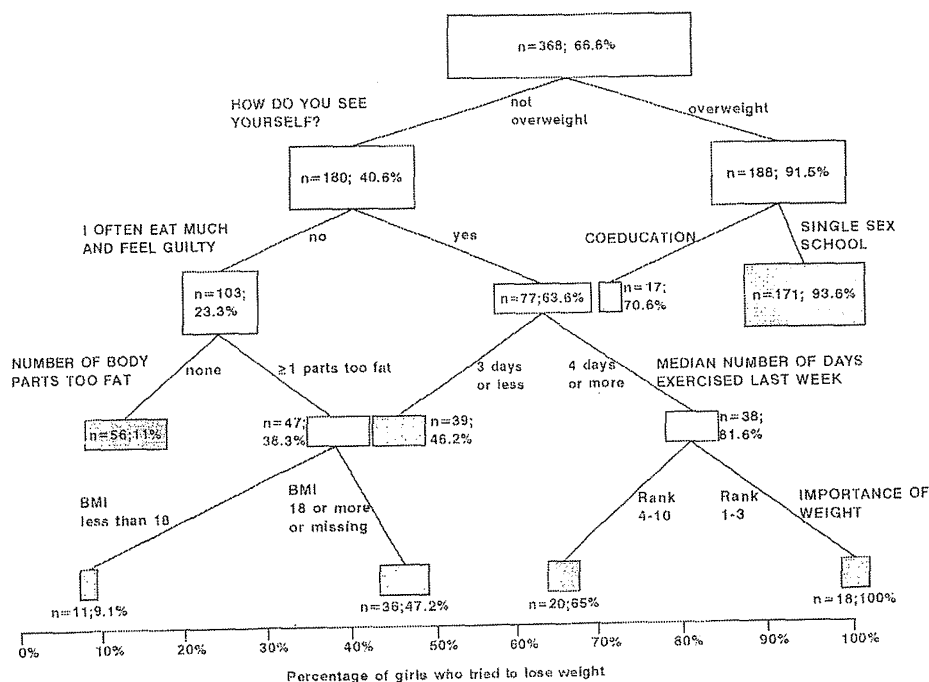 n=368; 66.6%
HOW DO YOU SEE
YOURSELF?
not
overweight
overweight
n=180; 40.6%
n=188; 91.5%
I OFTEN EAT MUCH
AND FEEL GUILTY
no
yes
COEDUCATION
SINGLE SEX
SCHOOL
n=103;
23.3%
n=77;63.6%
n=17;
70.6%
n=171; 93.6%
NUMBER OF BODY
PARTS TOO FAT
none
≥1 parts too fat
3 days
or less
4 days
or more
MEDIAN NUMBER OF DAYS
EXERCISED LAST WEEK
n=56;11%
n=47;
38.3%
n=39;
46.2%
n=38;
81.6%
BMI
less than 18
BMI
18 or more
or missing
Rank
4-10
Rank
1-3
IMPORTANCE OF
WEIGHT
n=11;9.1%
n=36;47.2%
n=20;65%
n=18;100%
0% 10% 20% 30% 40% 50% 60% 70% 80% 90% 100%
Percentage of girls who tried to lose weight